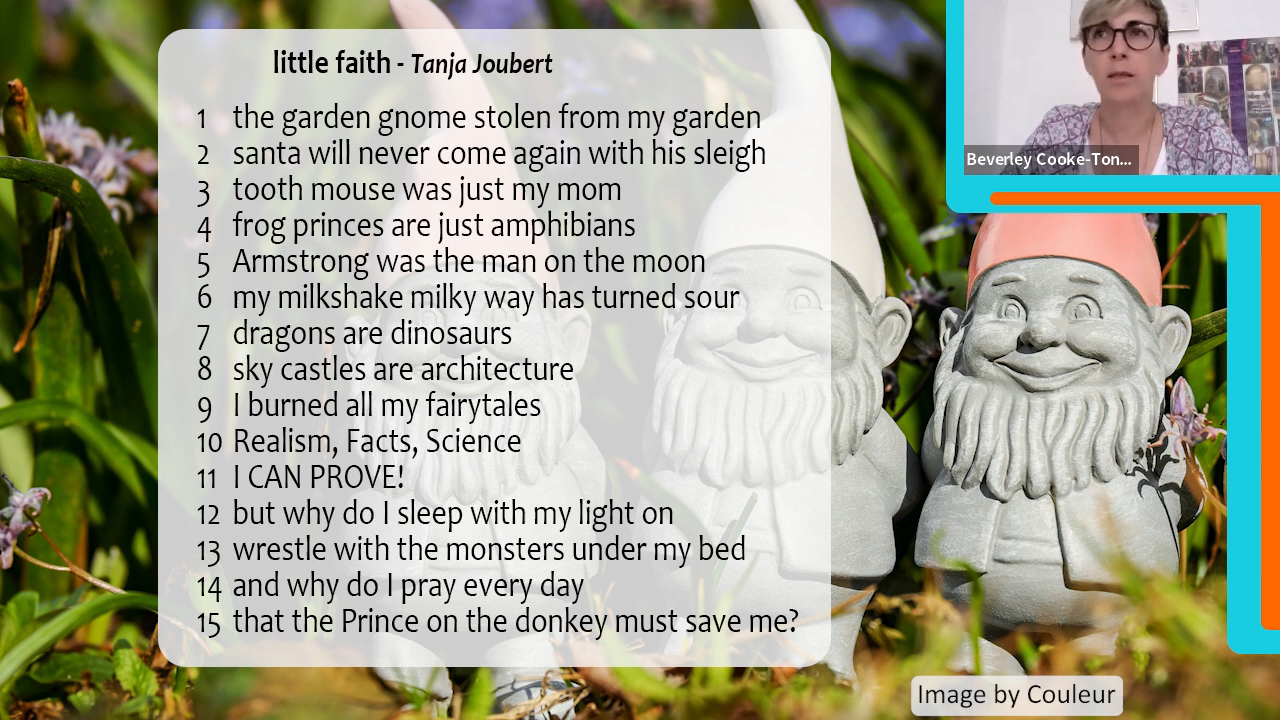 little faith - Tanja Joubert
1 the garden gnome stolen from my garden
2 santa will never come again with his sleigh
3 tooth mouse was just my mom
4 frog princes are just amphibians
5 Armstrong was the man on the moon
6 my milkshake milky way has turned sour
7 dragons are dinosaurs
8 sky castles are architecture
9 I burned all my fairytales
10 Realism, Facts, Science
11 I CAN PROVE!
12 but why do I sleep with my light on
13 wrestle with the monsters under my bed
14 and why do I pray every day
15 that the Prince on the donkey must save me?
Beverley Cooke-Ton...
Image by Couleur